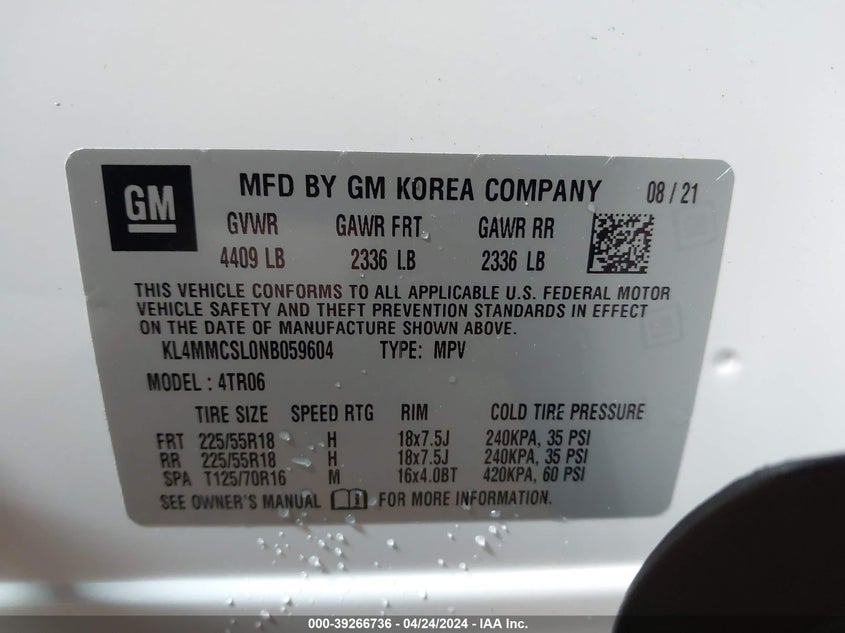 GM
MFD BY GM KOREA COMPANY 08 / 21
GVWR GAWR FRT GAWR RR
4409 LB 2336 LB 2336 LB
THIS VEHICLE CONFORMS TO ALL APPLICABLE U.S. FEDERAL MOTOR
VEHICLE SAFETY AND THEFT PREVENTION STANDARDS IN EFFECT
ON THE DATE OF MANUFACTURE SHOWN ABOVE.
KL4MMCSL0NB059604 TYPE: MPV
MODEL : 4TR06
TIRE SIZE SPEED RTG RIM COLD TIRE PRESSURE
FRT 225/55R18 H 18x7.5J 240KPA, 35 PSI
RR 225/55R18 H 18x7.5J 240KPA, 35 PSI
SPA T125/70R16 M 16x4.0BT 420KPA, 60 PSI
SEE OWNER'S MANUAL FOR MORE INFORMATION.
000-39266736 - 04/24/2024 - IAA Inc.